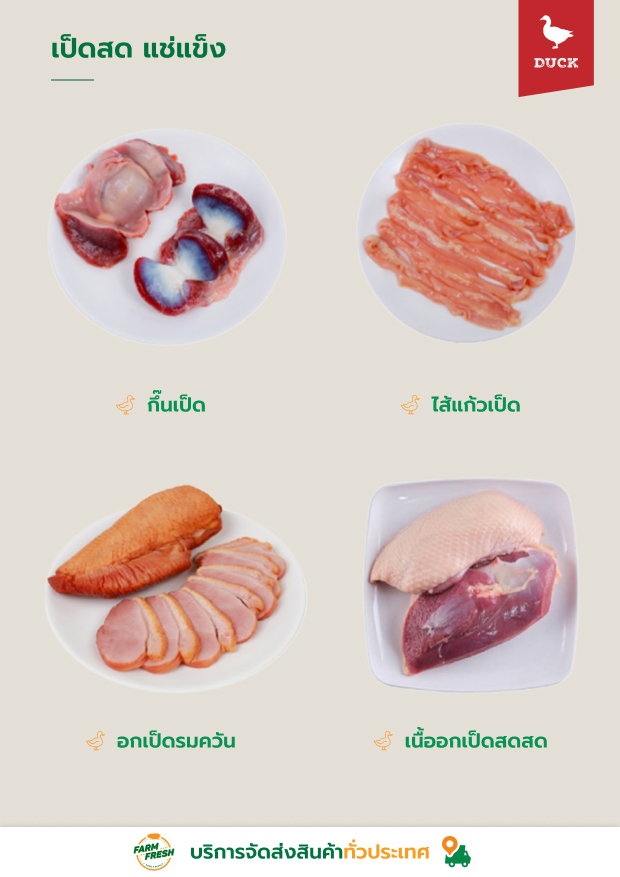 เป็ดสด แช่แข็ง
DUCK
กึ๊นเป็ด
ไส้แก้วเป็ด
อกเป็ดรมควัน
เนื้ออกเป็ดสดสด
FARM
FRESH
บริการจัดส่งสินค้าทั่วประเทศ